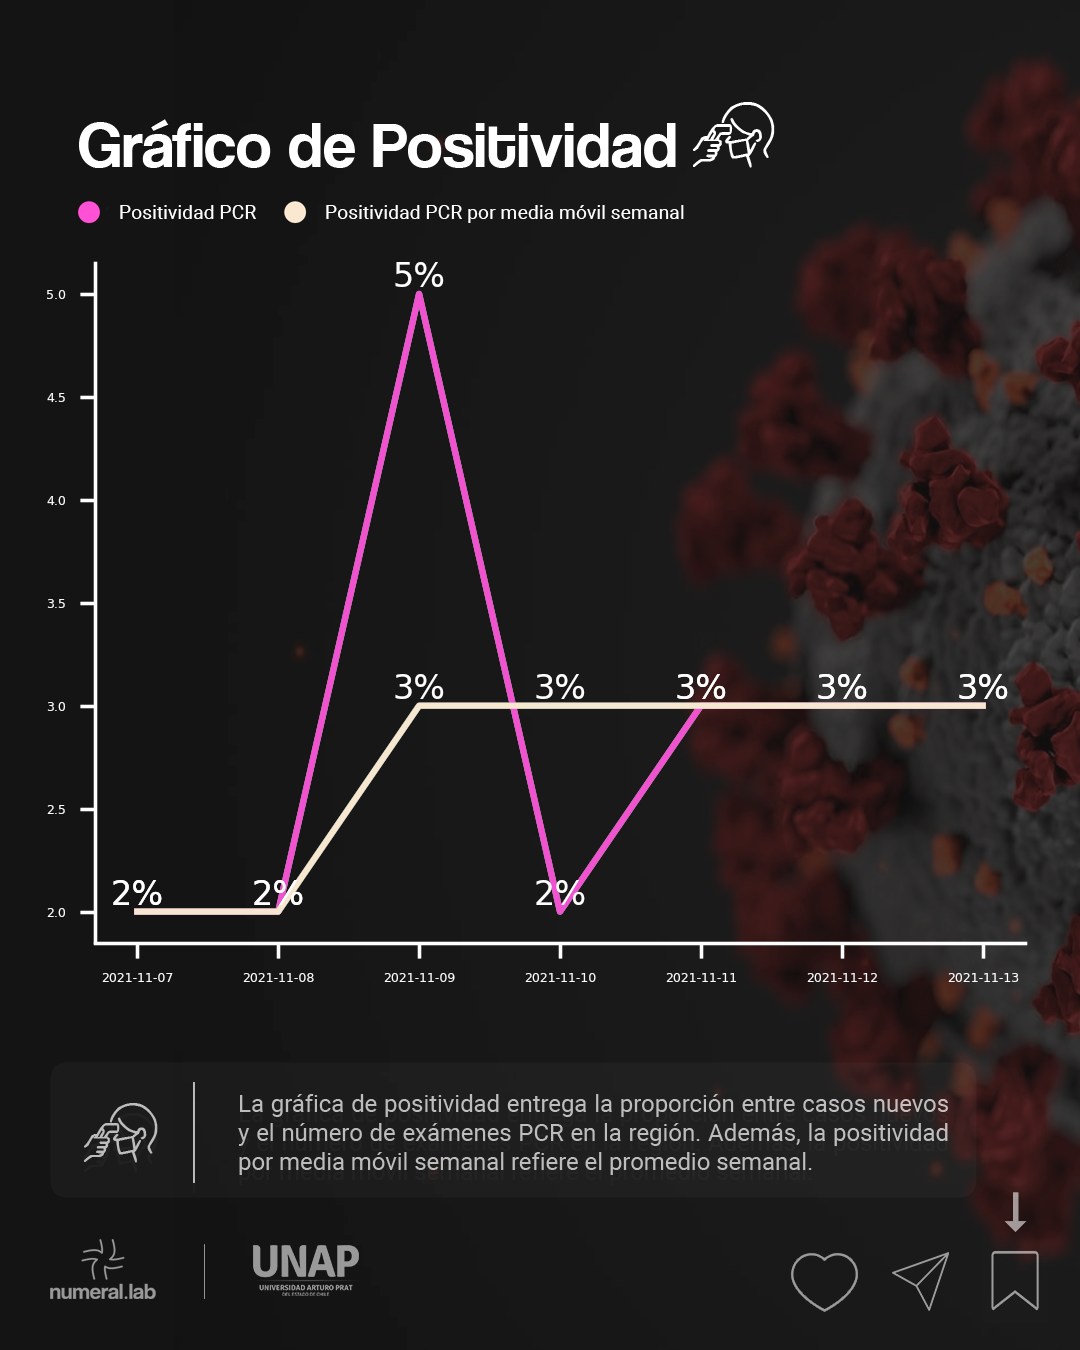 Gráfico de Positividad
Positividad PCR Positividad PCR por media móvil semanal
5%
5.0
4.5
4.0
3.5
3% 3% 3% 3% 3%
3.0
2.5
2% 2% 2%
2.0
2021-11-07 2021-11-08 2021-11-09 2021-11-10 2021-11-11 2021-11-12 2021-11-13
La gráfica de positividad entrega la proporción entre casos nuevos
y el número de exámenes PCR en la región. Además, la positividad
por media móvil semanal refiere el promedio semanal.
numeral.lab
UNAP
UNIVERSIDAD ARTURO PRAT
DEL ESTADO DE CHILE